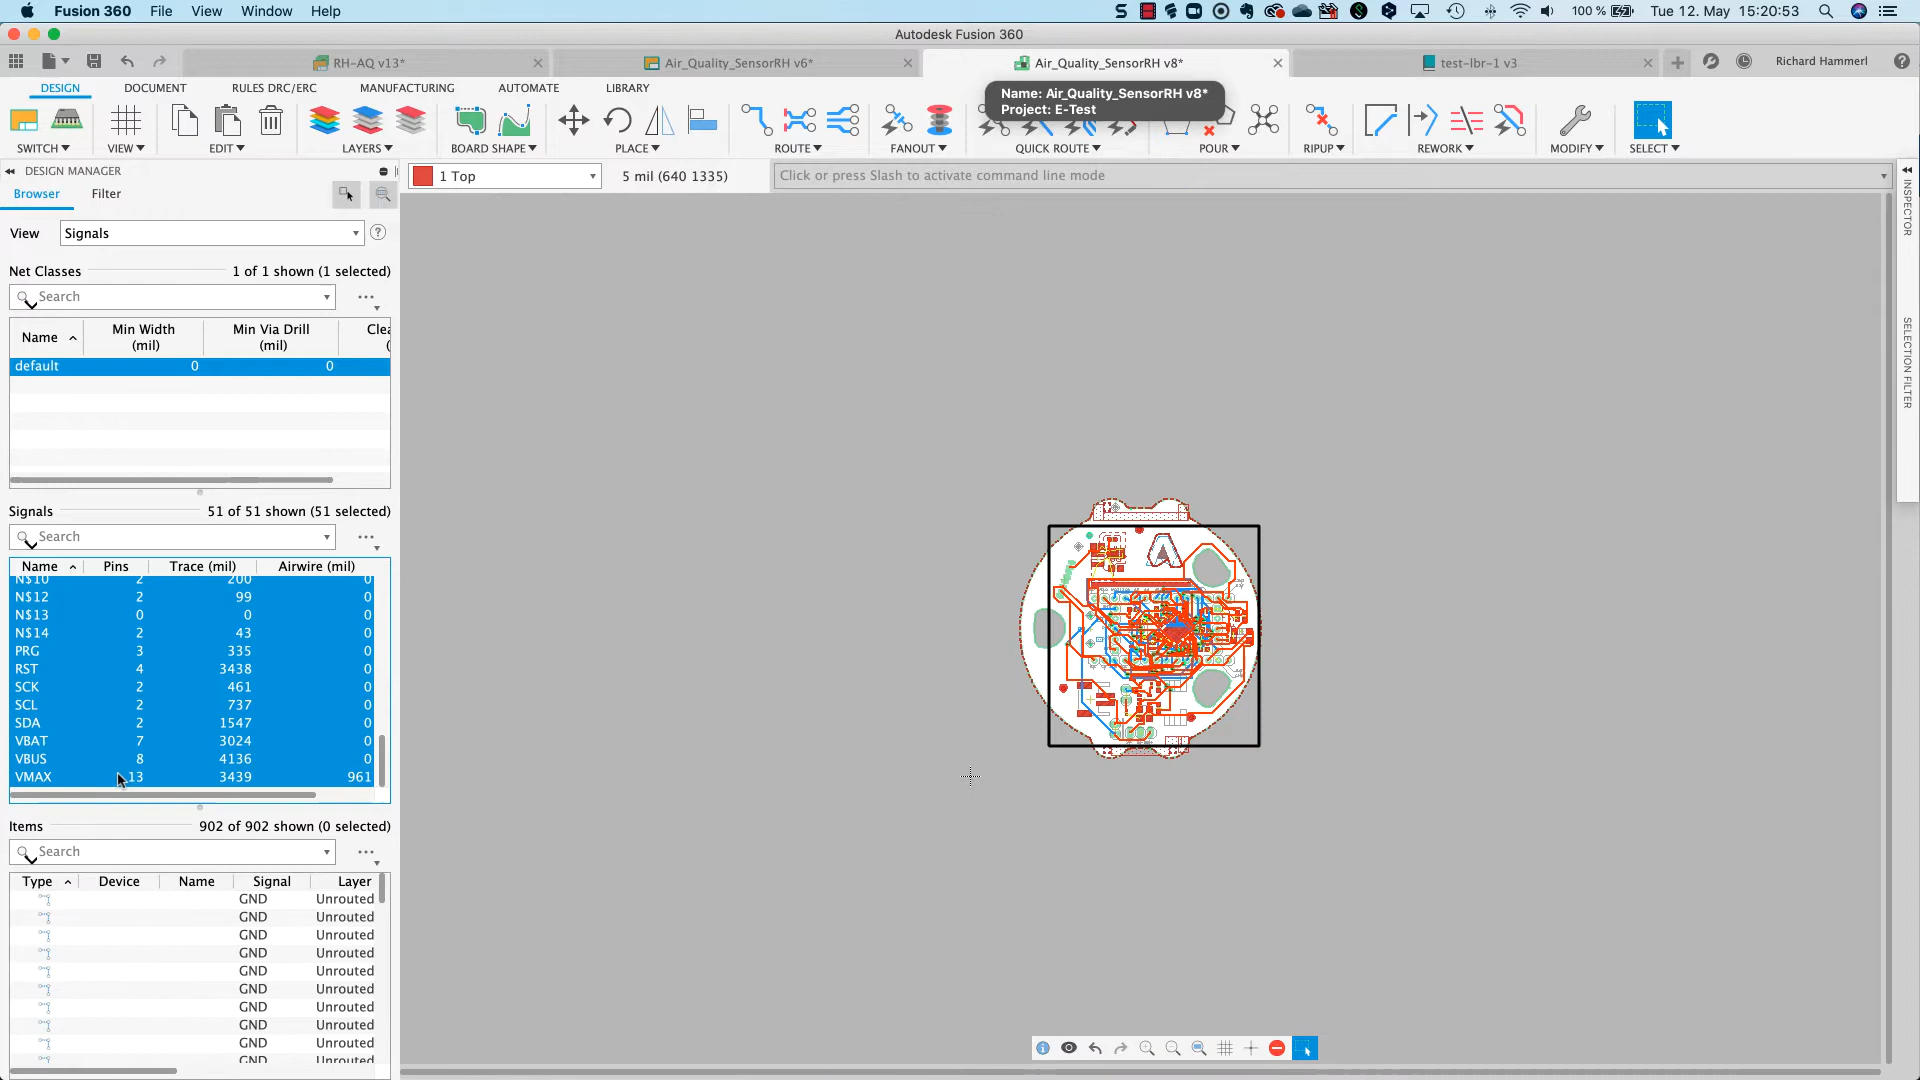 Fusion 360 File View Window Help
100 % Tue 12. May 15:20:53
Autodesk Fusion 360
RH-AQ v13* Air_Quality_SensorRH v6* Air_Quality_SensorRH v8* test-lbr-1 v3 Richard Hammerl
DESIGN DOCUMENT RULES DRC/ERC MANUFACTURING AUTOMATE LIBRARY
Name: Air_Quality_SensorRH v8*
Project: E-Test
SWITCH VIEW EDIT LAYERS BOARD SHAPE PLACE ROUTE FANOUT QUICK ROUTE POUR RIPUP REWORK MODIFY SELECT
DESIGN MANAGER
1 Top 5 mil (640 1335) Click or press Slash to activate command line mode
Browser Filter
INSPECTOR
SELECTION FILTER
View Signals
Net Classes 1 of 1 shown (1 selected)
Search
Name Min Width (mil) Min Via Drill (mil) Clea
default 0 0
Signals 51 of 51 shown (51 selected)
Search
Name Pins Trace (mil) Airwire (mil)
N$10 2 200 0
N$12 2 99 0
N$13 0 0 0
N$14 2 43 0
PRG 3 335 0
RST 4 3438 0
SCK 2 461 0
SCL 2 737 0
SDA 2 1547 0
VBAT 7 3024 0
VBUS 8 4136 0
VMAX 13 3439 961
Items 902 of 902 shown (0 selected)
Search
Type Device Name Signal Layer
GND Unrouted
GND Unrouted
GND Unrouted
GND Unrouted
GND Unrouted
GND Unrouted
GND Unrouted
GND Unrouted
GND Unrouted
GND Unrouted